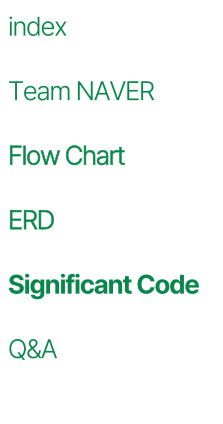 index
Team NAVER
Flow Chart
ERD
Significant Code
Q&A